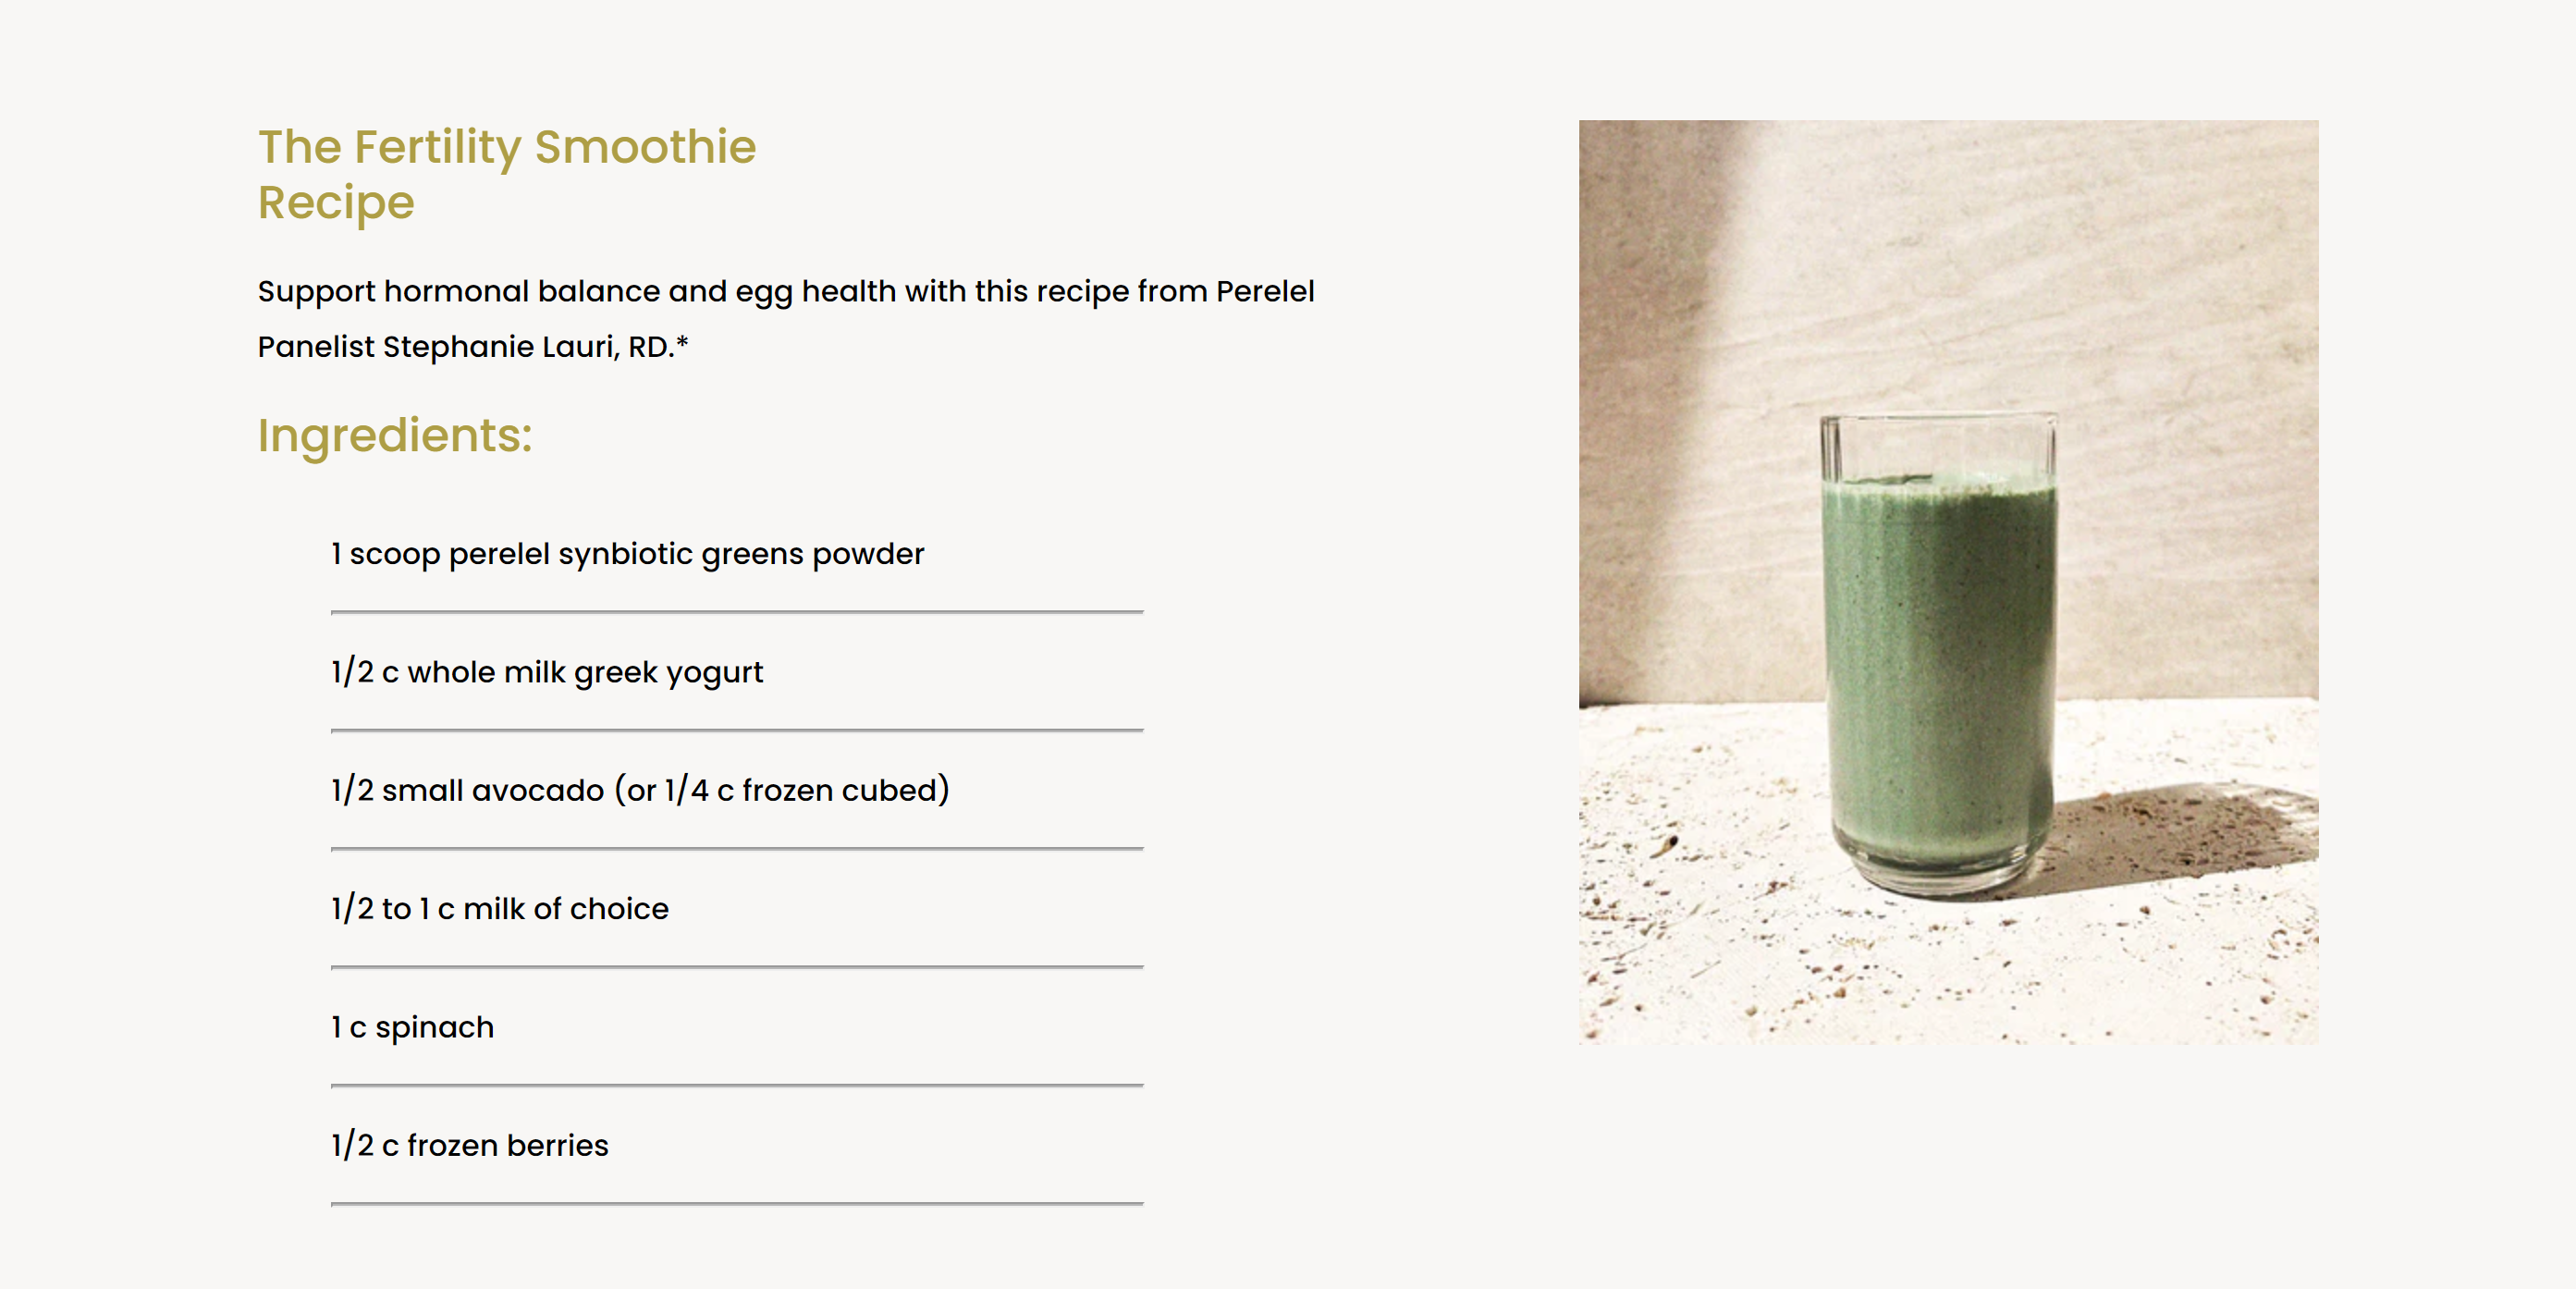 The Fertility Smoothie
Recipe
Support hormonal balance and egg health with this recipe from Perelel
Panelist Stephanie Lauri, RD.*
Ingredients:
1 scoop perelel synbiotic greens powder
1/2 c whole milk greek yogurt
1/2 small avocado (or 1/4 c frozen cubed)
1/2 to 1 c milk of choice
1 c spinach
1/2 c frozen berries